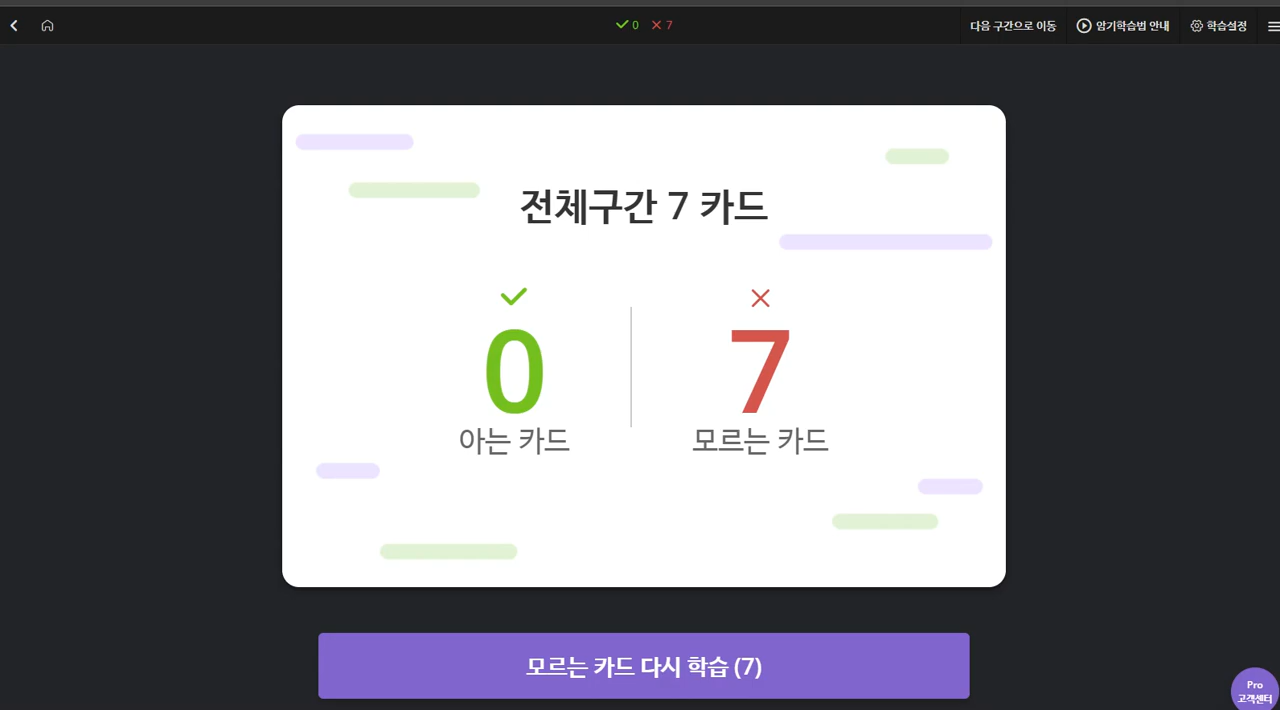 0 7
다음 구간으로 이동
암기학습법 안내
학습설정
전체구간 7 카드
0
7
아는 카드
모르는 카드
모르는 카드 다시 학습 (7)
Pro
고객센터